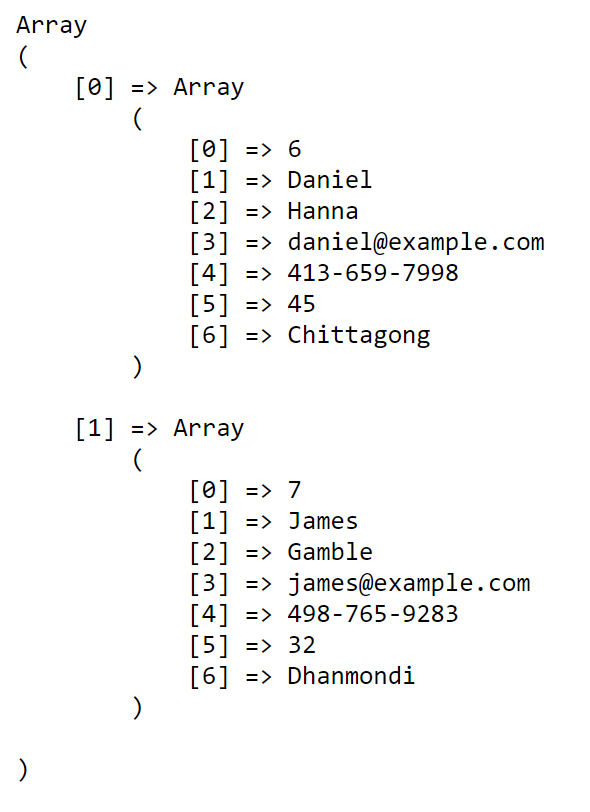 Array
(
    [0] => Array
        (
            [0] => 6
            [1] => Daniel
            [2] => Hanna
            [3] => daniel@example.com
            [4] => 413-659-7998
            [5] => 45
            [6] => Chittagong
        )

    [1] => Array
        (
            [0] => 7
            [1] => James
            [2] => Gamble
            [3] => james@example.com
            [4] => 498-765-9283
            [5] => 32
            [6] => Dhanmondi
        )

)